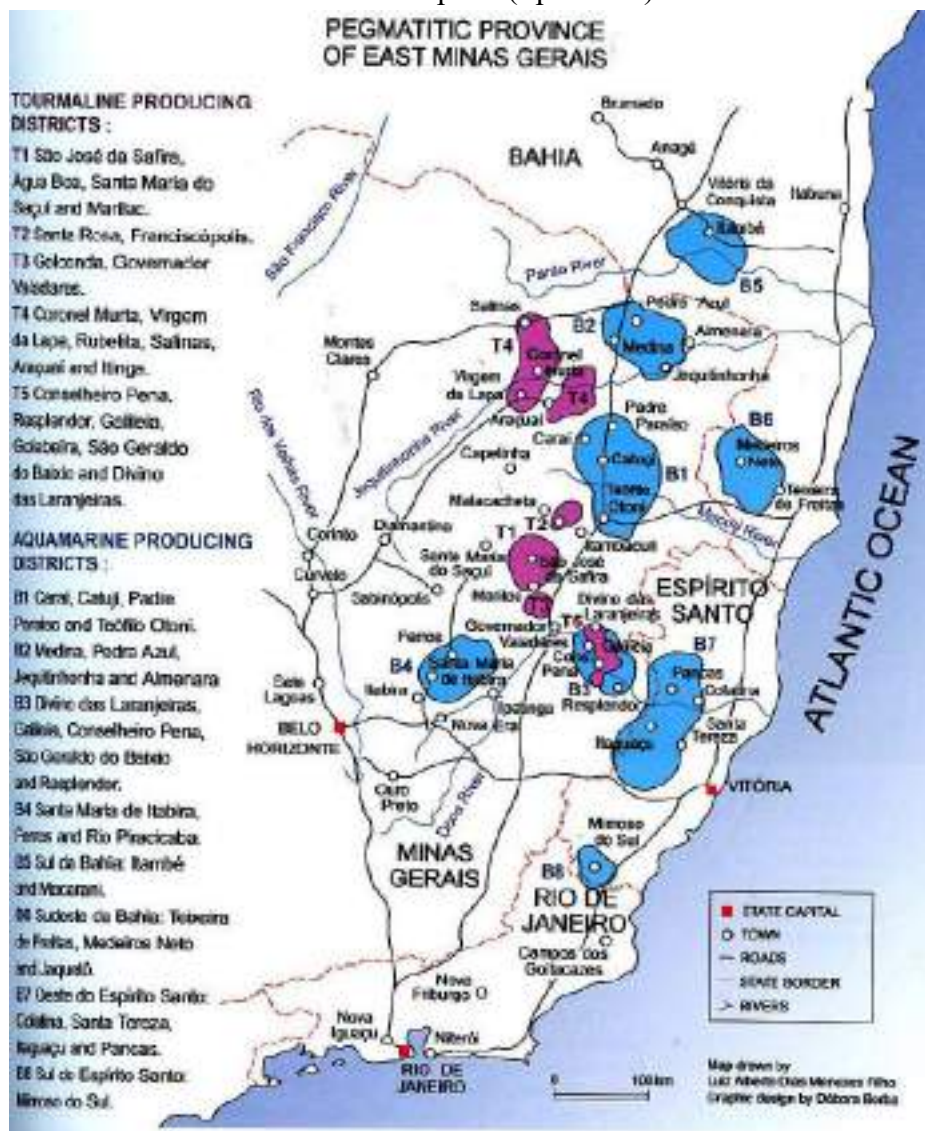 PEGMATITIC PROVINCE
OF EAST MINAS GERAIS
TOURMALINE PRODUCING
DISTRICTS :
T1 São José da Safira,
Água Boa, Santa Maria do
Suçuí and Marilac.
T2 Santa Rosa, Franciscópolis.
T3 Golconda, Governador
Valadares.
T4 Coronel Murta, Virgem
da Lapa, Rubelita, Salinas,
Araçuaí and Itinga.
T5 Conselheiro Pena,
Resplendor, Galiléia,
Goiabeira, São Geraldo
do Baixio and Divino
das Laranjeiras.
AQUAMARINE PRODUCING
DISTRICTS :
B1 Caraí, Catuji, Padre
Paraíso and Teófilo Otoni.
B2 Medina, Pedro Azul,
Jequitinhonha and Almenara
B3 Divino das Laranjeiras,
Galiléia, Conselheiro Pena,
São Geraldo do Baixio
and Resplendor.
B4 Santa Maria de Itabira,
Ferros and Rio Piracicaba.
B5 Sul da Bahia: Itambé
and Macarani.
B6 Sudeste da Bahia: Teixeira
de Freitas, Medeiros Neto
and
B7 Oeste do Espírito Santo:
Colatina, Santa Tereza,
Itaguaçu and Pancas.
B8 Sul do Espírito Santo:
Mimoso do Sul.
Brumado
BAHIA
Anagé
Vitória da
Conquista
Itabuna
São Francisco River
Itambé
Pardo River
B5
Salinas
Pedro Azul
B2
Almenara
Montes
Claros
T4
Medina
Coronel
Murta
Virgem
da Lapa
T4
Jequitinhonha
Araçuaí
Padre
Paraíso
B6
Rio das Velhas River
Jequitinhonha River
Caraí
Medeiros
Neto
Capelinha
Catuji
B1
Malacacheta
Teófilo
Otoni
Teixeira
de Freitas
T2
Mucuri River
Corinto
Diamantina
T1
Itambacuri
Santa Maria
do Suçuí
São José
da Safira
Curvelo
Sabinópolis
Marilac
ESPÍRITO
SANTO
T3
Divino das
Laranjeiras
Governador
Valadares
T5
Ferros
Galiléia
B7
B4
Santa Maria
de Itabira
Cons.
Pena
Pancas
Sete
Lagoas
Itabira
Ipatinga
B3
Resplendor
Colatina
BELO
HORIZONTE
Nova Era
Itaguaçu
Santa
Tereza
Ouro
Preto
Doce River
VITÓRIA
Mimoso
do Sul
MINAS
GERAIS
B8
RIO DE
JANEIRO
Campos dos
Goitacazes
Nova
Friburgo
Nova
Iguaçu
Niterói
RIO DE
JANEIRO
ATLANTIC OCEAN
STATE CAPITAL
TOWN
ROADS
STATE BORDER
RIVERS
0 100 km
Map drawn by
Luiz Alberto Dias Menezes Filho
Graphic design by Débora Borba